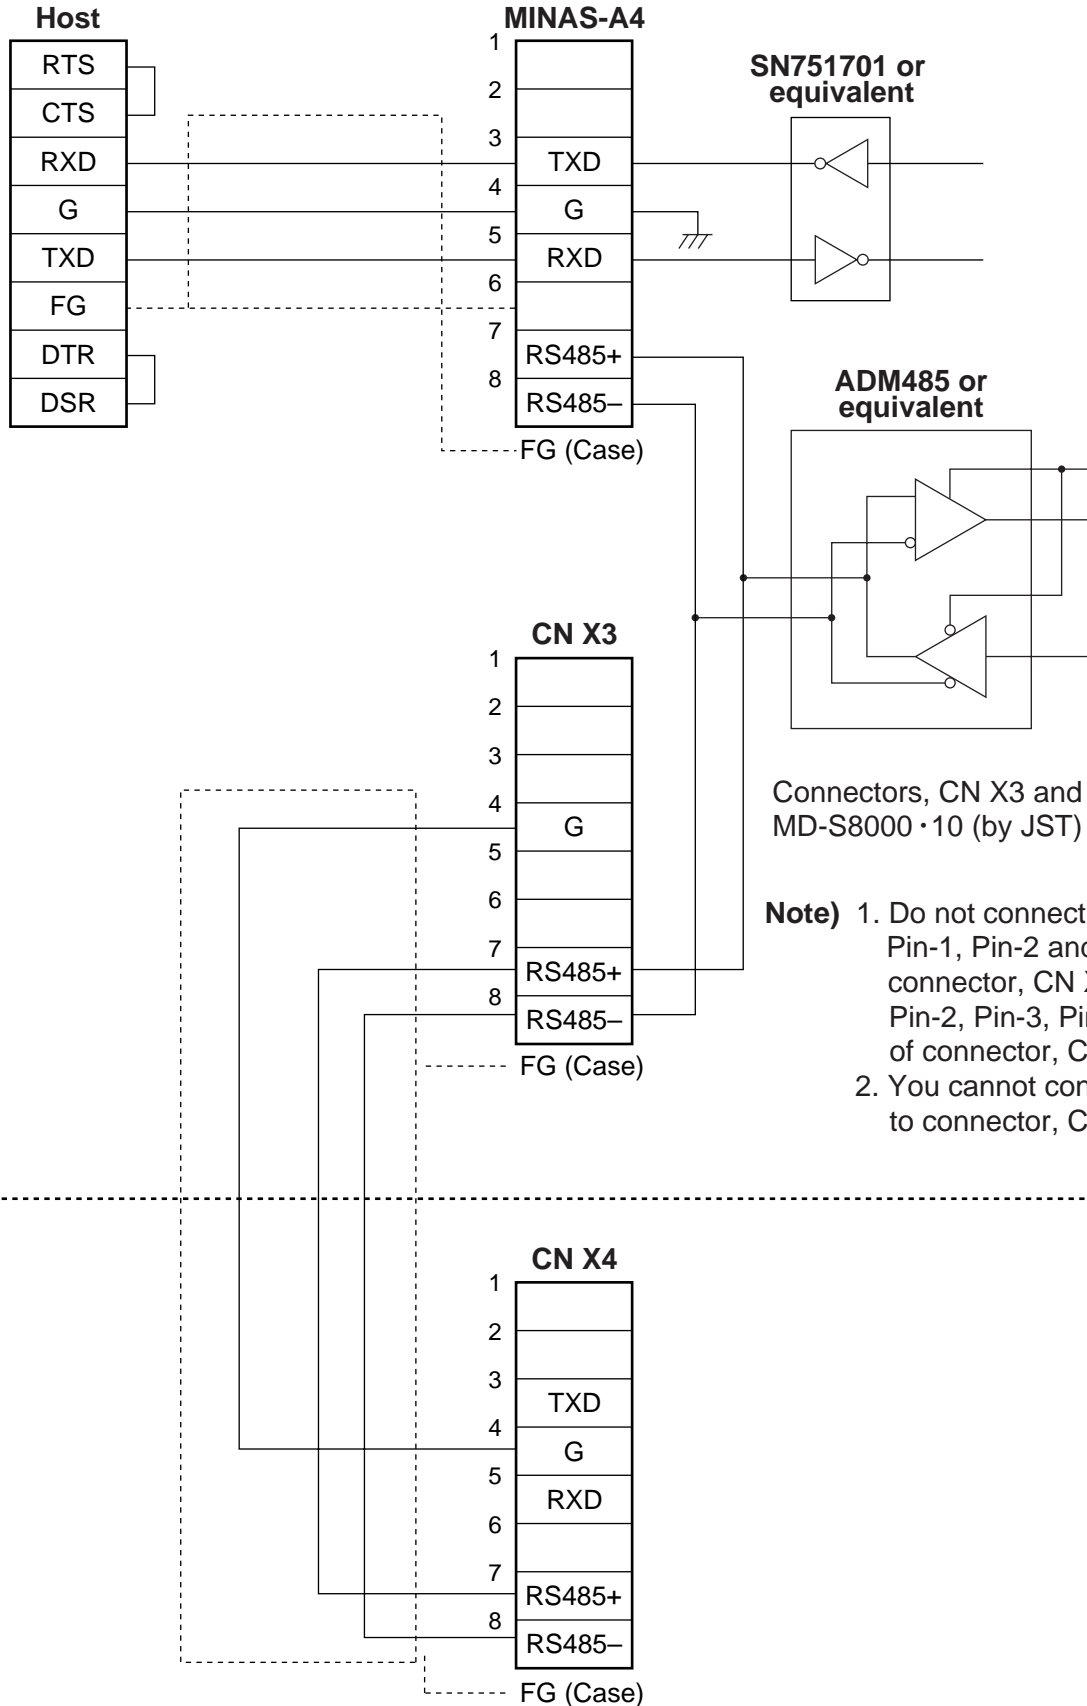 Host
RTS
CTS
RXD
G
TXD
FG
DTR
DSR
MINAS-A4
1
2
3
TXD
4
G
5
RXD
6
7
RS485+
8
RS485–
FG (Case)
SN751701 or
equivalent
ADM485 or
equivalent
CN X3
1
2
3
4
G
5
6
7
RS485+
8
RS485–
FG (Case)
Connectors, CN X3 and
MD-S8000・10 (by JST)
Note) 1. Do not connect
Pin-1, Pin-2 and
connector, CN
Pin-2, Pin-3,
of connector,
2. You cannot
to connector,
CN X4
1
2
3
TXD
4
G
5
RXD
6
7
RS485+
8
RS485–
FG (Case)